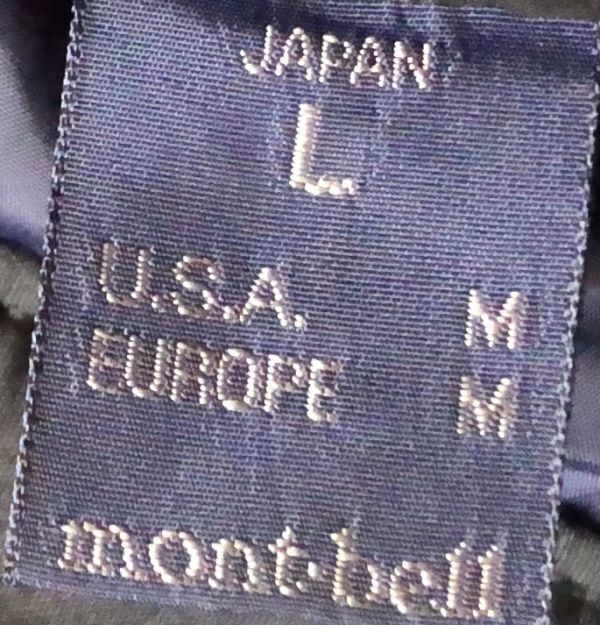 JAPAN
L
U.S.A. M
EUROPE M
mont-bell